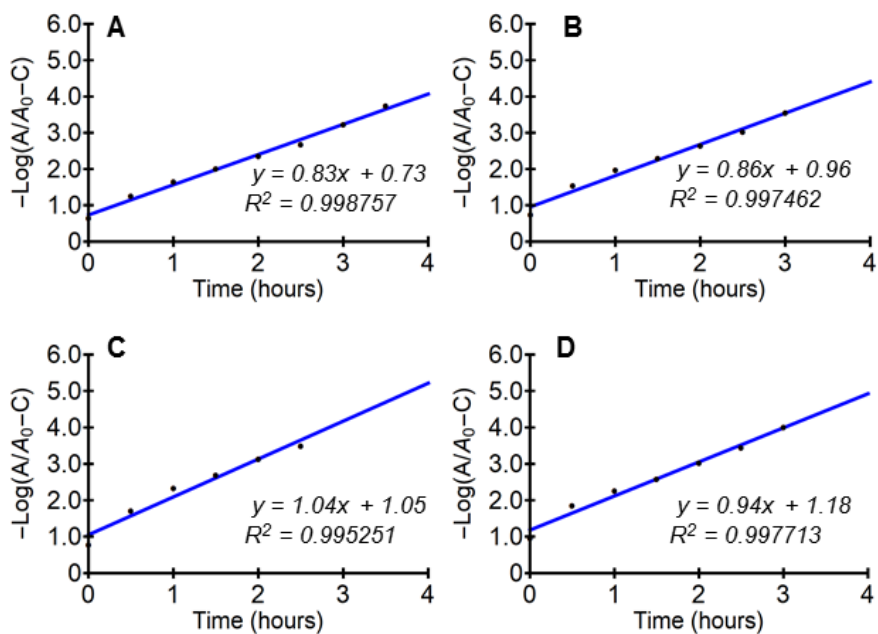 A
−Log(A/A₀−C)
6.0
5.0
4.0
3.0
2.0
1.0
0
y = 0.83x + 0.73
R² = 0.998757
0 1 2 3 4
Time (hours)
B
−Log(A/A₀−C)
6.0
5.0
4.0
3.0
2.0
1.0
0
y = 0.86x + 0.96
R² = 0.997462
0 1 2 3 4
Time (hours)
C
−Log(A/A₀−C)
6.0
5.0
4.0
3.0
2.0
1.0
0
y = 1.04x + 1.05
R² = 0.995251
0 1 2 3 4
Time (hours)
D
−Log(A/A₀−C)
6.0
5.0
4.0
3.0
2.0
1.0
0
y = 0.94x + 1.18
R² = 0.997713
0 1 2 3 4
Time (hours)